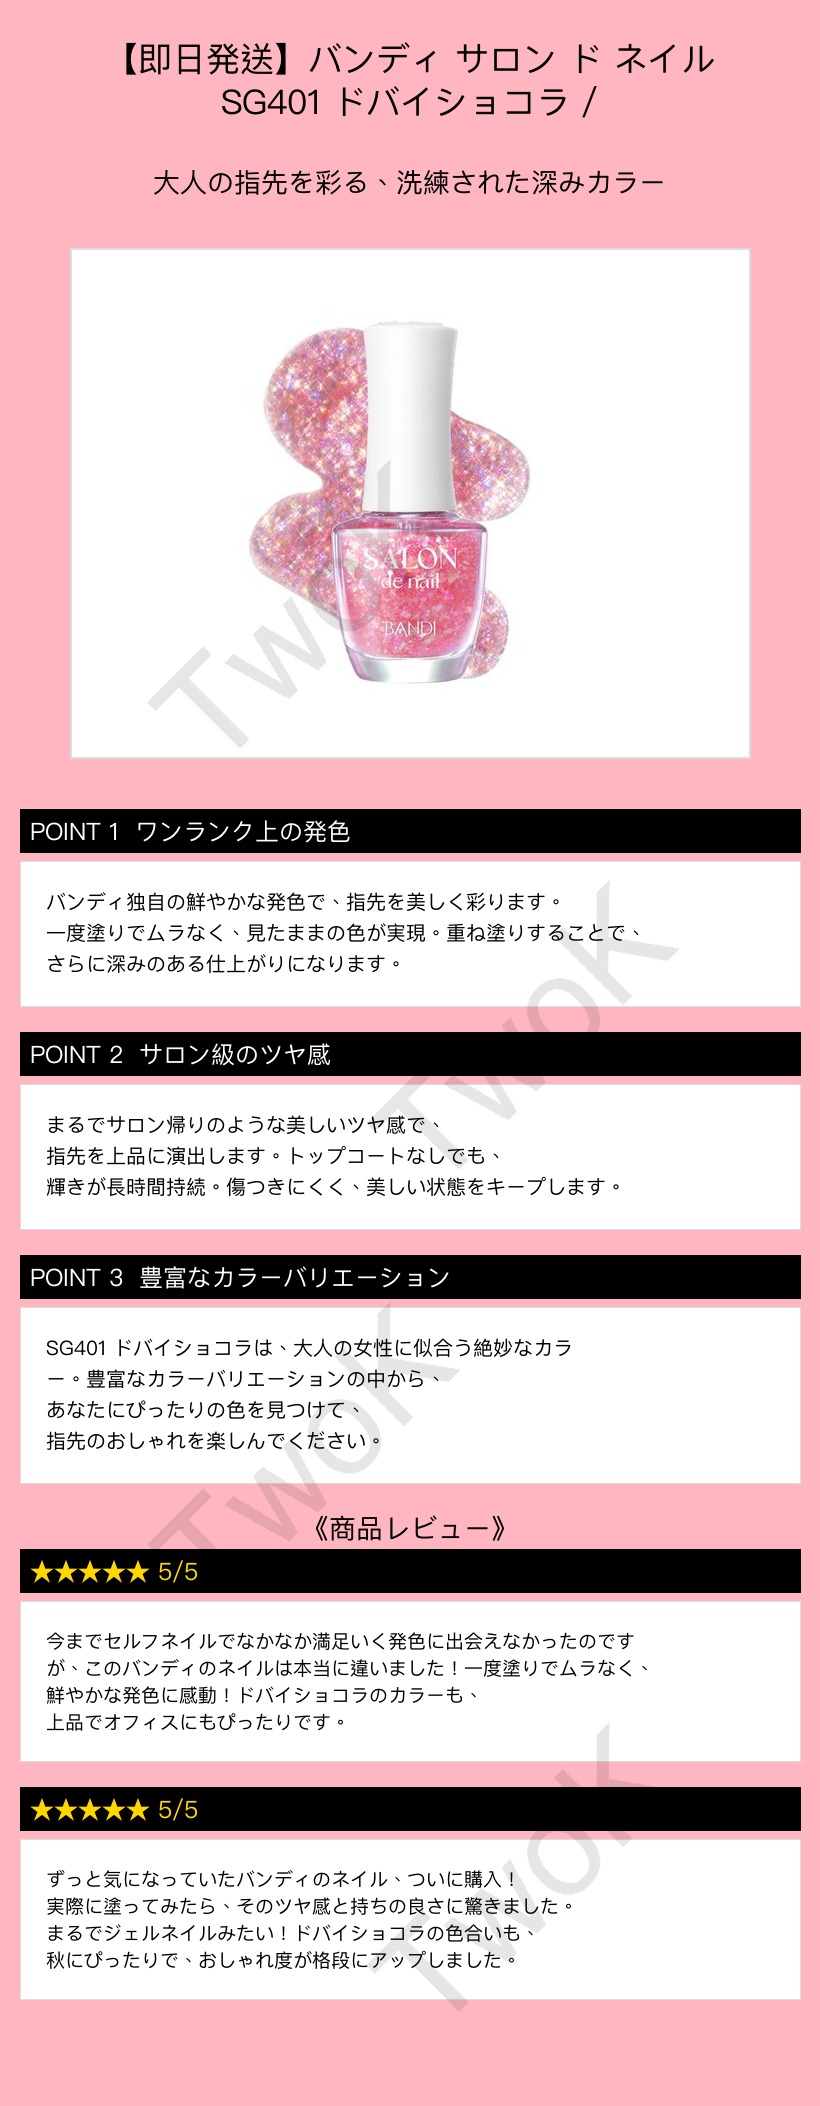 【即日発送】バンディ サロン ド ネイル
SG401 ドバイショコラ /
大人の指先を彩る、洗練された深みカラー
SALON
de nail
BANDI
TwoK
POINT 1 ワンランク上の発色
バンディ独自の鮮やかな発色で、指先を美しく彩ります。
一度塗りでムラなく、見たままの色が実現。重ね塗りすることで、
さらに深みのある仕上がりになります。
TwoK
POINT 2 サロン級のツヤ感
まるでサロン帰りのような美しいツヤ感で、
指先を上品に演出します。トップコートなしでも、
輝きが長時間持続。傷つきにくく、美しい状態をキープします。
POINT 3 豊富なカラーバリエーション
SG401 ドバイショコラは、大人の女性に似合う絶妙なカラ
ー。豊富なカラーバリエーションの中から、
あなたにぴったりの色を見つけて、
指先のおしゃれを楽しんでください。
TwoK
《商品レビュー》
★★★★★ 5/5
今までセルフネイルでなかなか満足いく発色に出会えなかったのです
が、このバンディのネイルは本当に違いました！一度塗りでムラなく、
鮮やかな発色に感動！ドバイショコラのカラーも、
上品でオフィスにもぴったりです。
★★★★★ 5/5
ずっと気になっていたバンディのネイル、ついに購入！
実際に塗ってみたら、そのツヤ感と持ちの良さに驚きました。
まるでジェルネイルみたい！ドバイショコラの色合いも、
秋にぴったりで、おしゃれ度が格段にアップしました。
TwoK